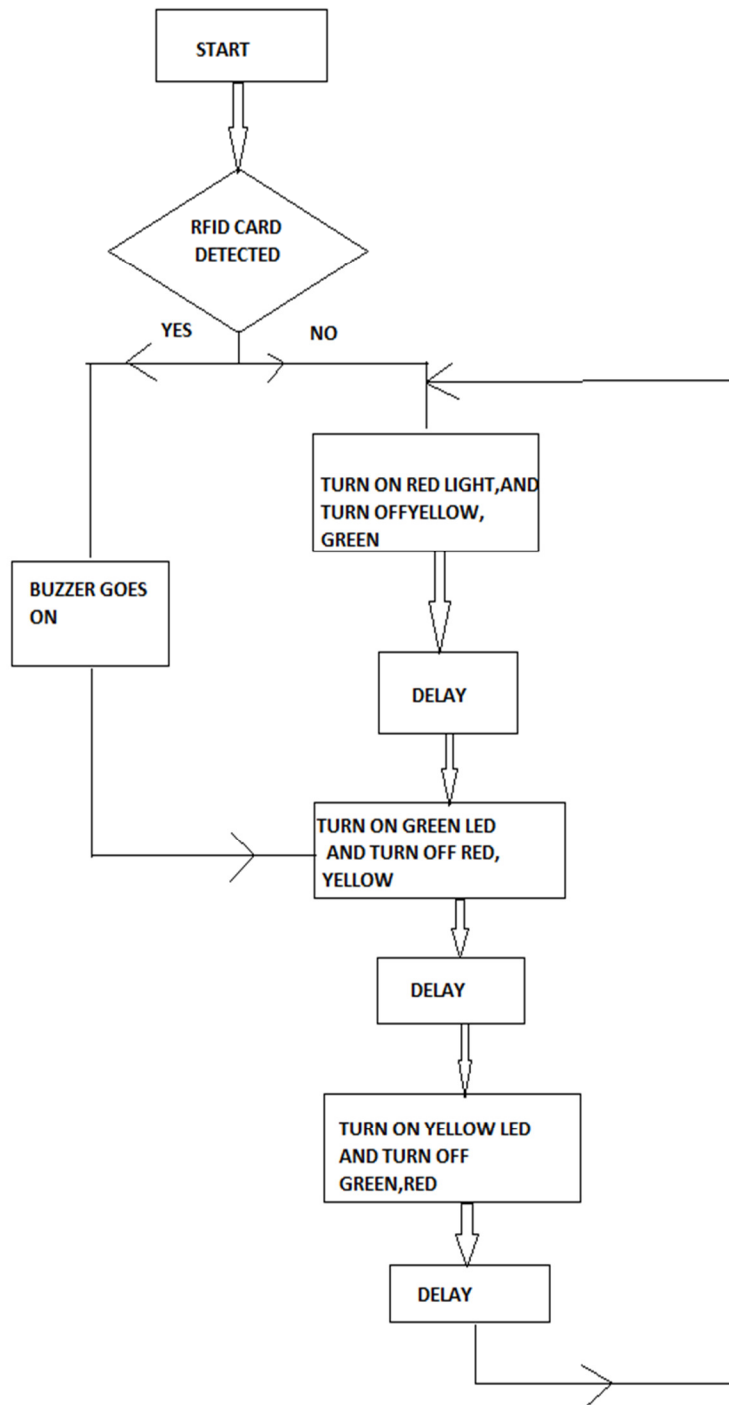 START
RFID CARD
DETECTED
YES
NO
TURN ON RED LIGHT,AND
TURN OFFYELLOW,
GREEN
BUZZER GOES
ON
DELAY
TURN ON GREEN LED
AND TURN OFF RED,
YELLOW
DELAY
TURN ON YELLOW LED
AND TURN OFF
GREEN,RED
DELAY